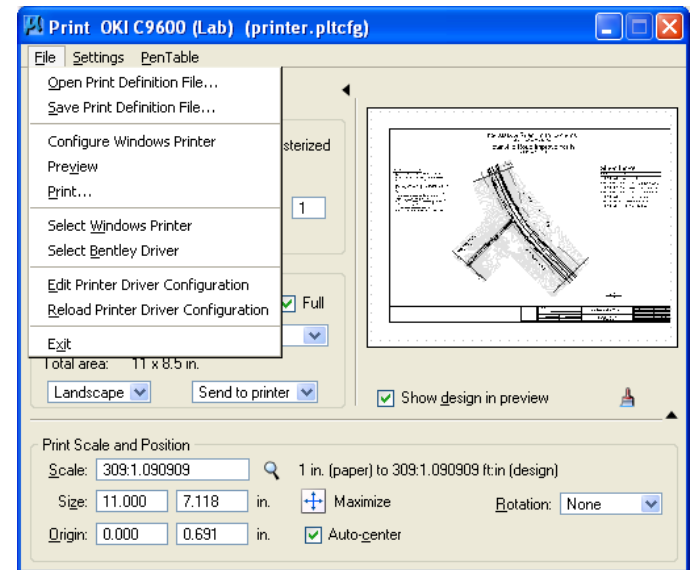 Print OKI C9600 (Lab) (printer.pltcfg)
File Settings PenTable
Open Print Definition File...
Save Print Definition File...
Configure Windows Printer
sterized
Preview
Print...
1
Select Windows Printer
Select Bentley Driver
Edit Printer Driver Configuration
Full
Reload Printer Driver Configuration
Exit
Total area: 11 x 8.5 in.
Landscape Send to printer
Show design in preview
Print Scale and Position
Scale: 309:1.090909 1 in. (paper) to 309:1.090909 ft:in (design)
Size: 11.000 7.118 in. Maximize Rotation: None
Origin: 0.000 0.691 in. Auto-center